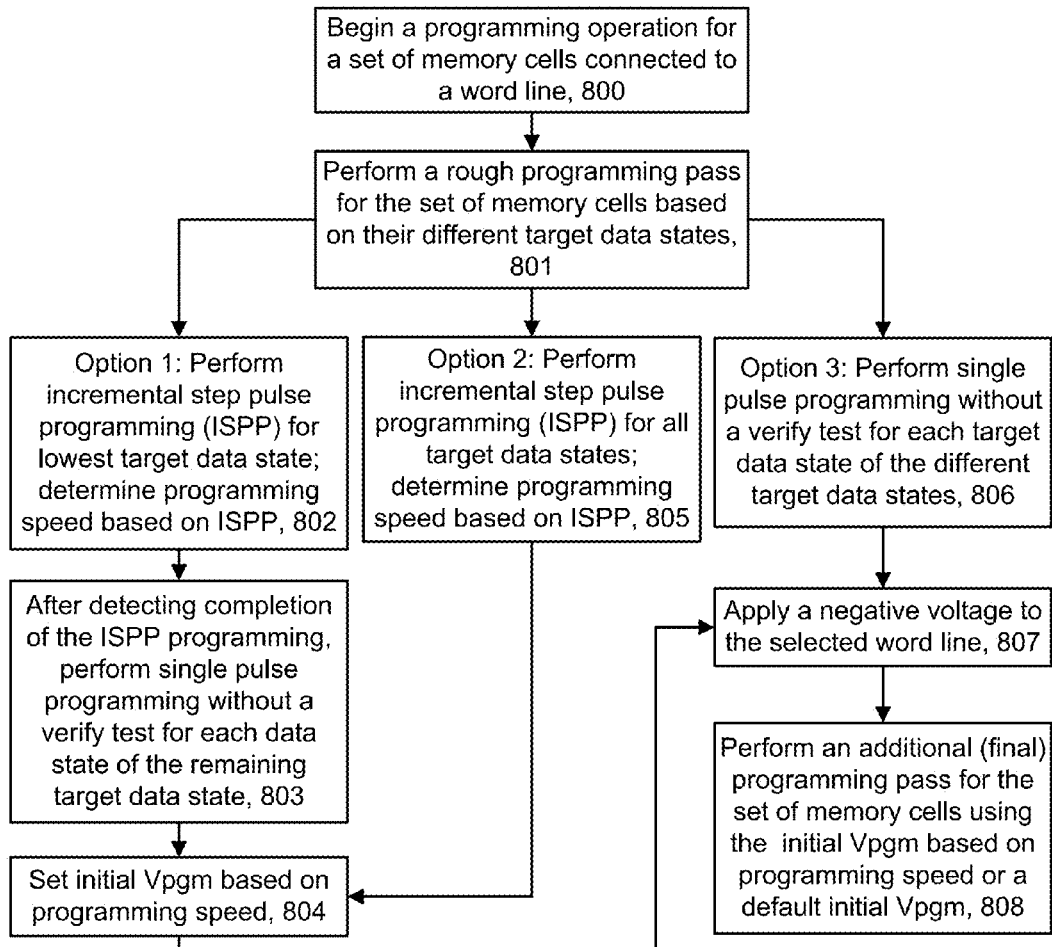 Begin a programming operation for
a set of memory cells connected to
a word line, 800
Perform a rough programming pass
for the set of memory cells based
on their different target data states,
801
Option 1: Perform
incremental step pulse
programming (ISPP) for
lowest target data state;
determine programming
speed based on ISPP, 802
Option 2: Perform
incremental step pulse
programming (ISPP) for all
target data states;
determine programming
speed based on ISPP, 805
Option 3: Perform single
pulse programming without
a verify test for each target
data state of the different
target data states, 806
After detecting completion
of the ISPP programming,
perform single pulse
programming without a
verify test for each data
state of the remaining
target data state, 803
Apply a negative voltage to
the selected word line, 807
Set initial Vpgm based on
programming speed, 804
Perform an additional (final)
programming pass for the
set of memory cells using
the initial Vpgm based on
programming speed or a
default initial Vpgm, 808